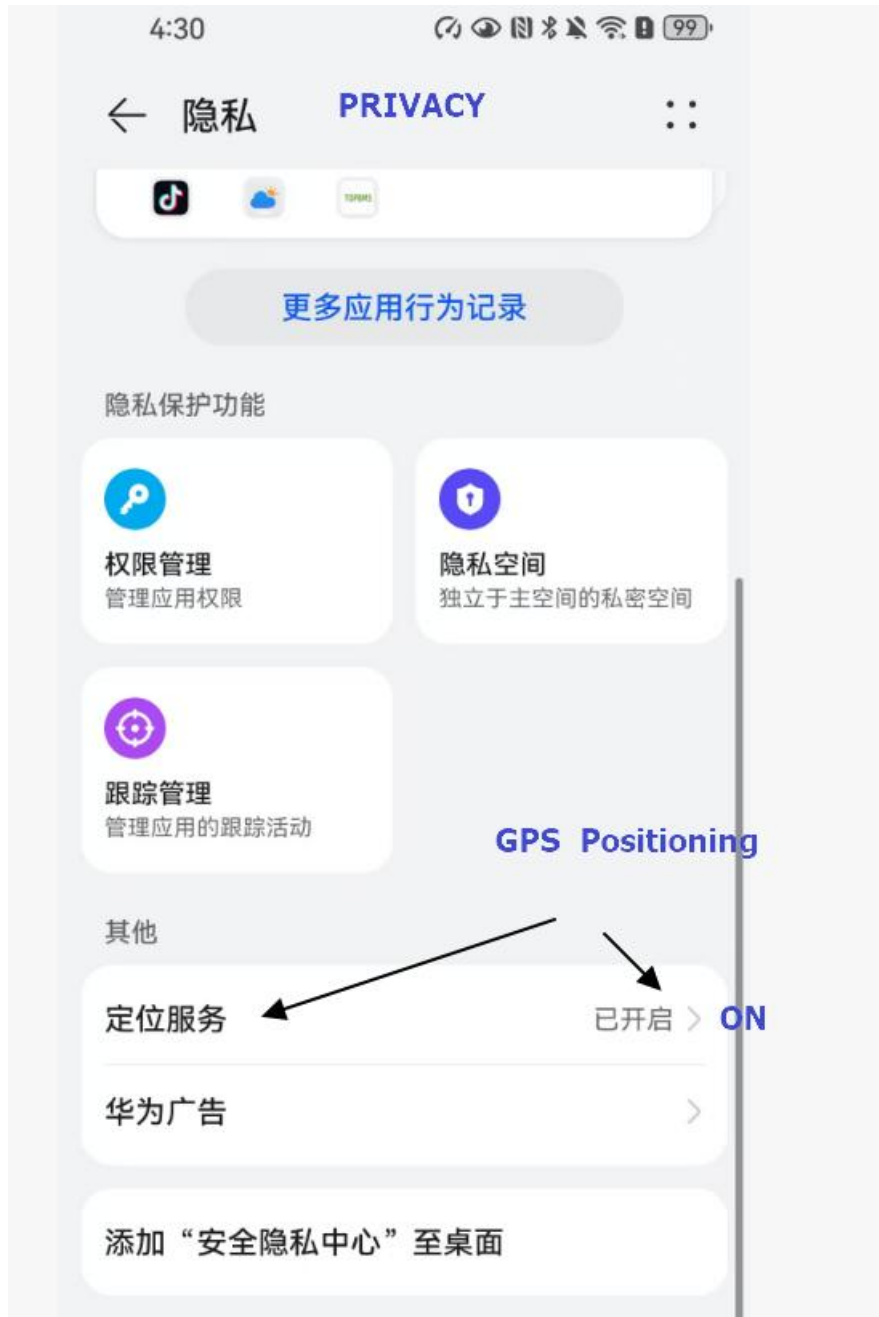 4:30
99
隐私 PRIVACY
TOPBMS
更多应用行为记录
隐私保护功能
权限管理
管理应用权限
隐私空间
独立于主空间的私密空间
跟踪管理
管理应用的跟踪活动
GPS Positioning
其他
定位服务 已开启 ON
华为广告
添加“安全隐私中心”至桌面